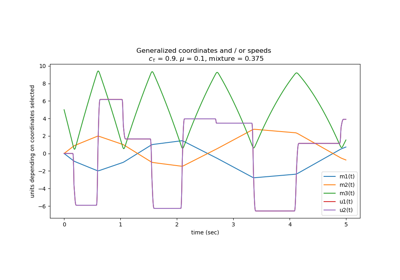 Generalized coordinates and / or speeds
cτ = 0.9. μ = 0.1, mixture = 0.375
units depending on coordinates selected
10
8
6
4
2
0
−2
−4
−6
0 1 2 3 4 5
time (sec)
m1(t)
m2(t)
m3(t)
u1(t)
u2(t)